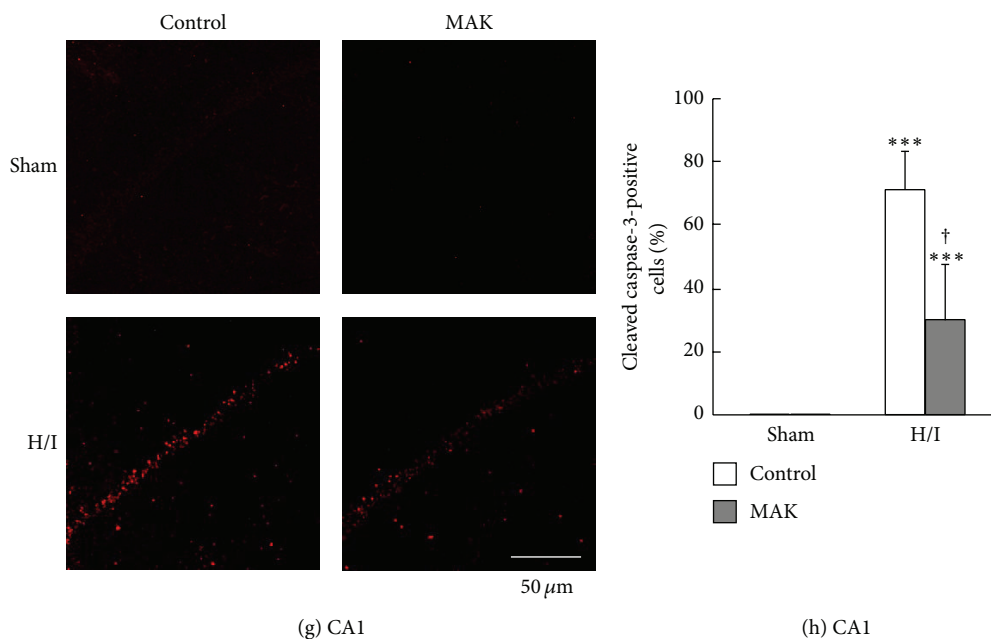 Control
MAK
Sham
H/I
50 μm
(g) CA1
Cleaved caspase-3-positive
cells (%)
100
80
60
40
20
0
***
†
***
Sham
H/I
Control
MAK
(h) CA1